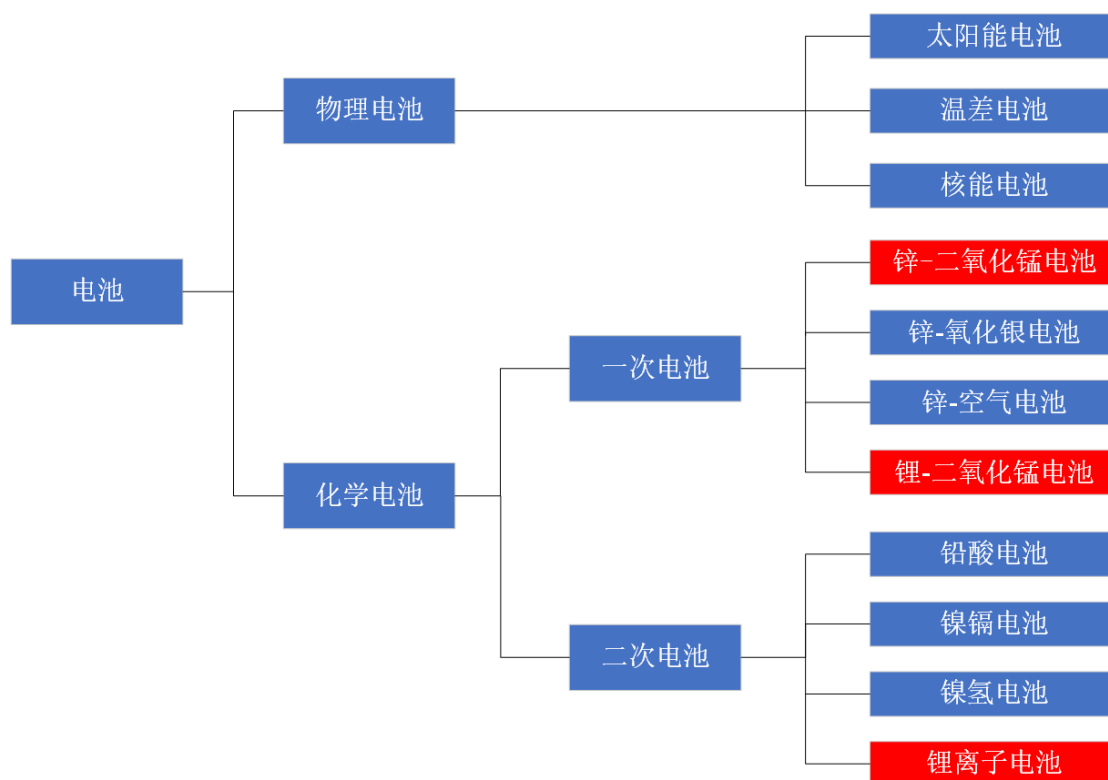 太阳能电池
物理电池
温差电池
核能电池
电池
锌-二氧化锰电池
锌-氧化银电池
一次电池
锌-空气电池
锂-二氧化锰电池
化学电池
铅酸电池
镍镉电池
二次电池
镍氢电池
锂离子电池